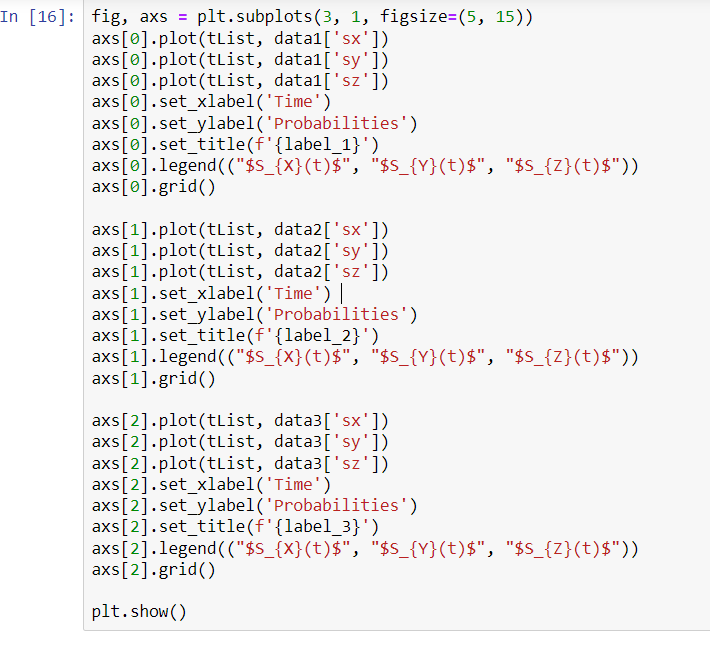 In [16]: fig, axs = plt.subplots(3, 1, figsize=(5, 15))
axs[0].plot(tList, data1['sx'])
axs[0].plot(tList, data1['sy'])
axs[0].plot(tList, data1['sz'])
axs[0].set_xlabel('Time')
axs[0].set_ylabel('Probabilities')
axs[0].set_title(f'{label_1}')
axs[0].legend(("$S_{X}(t)$", "$S_{Y}(t)$", "$S_{Z}(t)$"))
axs[0].grid()

axs[1].plot(tList, data2['sx'])
axs[1].plot(tList, data2['sy'])
axs[1].plot(tList, data2['sz'])
axs[1].set_xlabel('Time')
axs[1].set_ylabel('Probabilities')
axs[1].set_title(f'{label_2}')
axs[1].legend(("$S_{X}(t)$", "$S_{Y}(t)$", "$S_{Z}(t)$"))
axs[1].grid()

axs[2].plot(tList, data3['sx'])
axs[2].plot(tList, data3['sy'])
axs[2].plot(tList, data3['sz'])
axs[2].set_xlabel('Time')
axs[2].set_ylabel('Probabilities')
axs[2].set_title(f'{label_3}')
axs[2].legend(("$S_{X}(t)$", "$S_{Y}(t)$", "$S_{Z}(t)$"))
axs[2].grid()

plt.show()